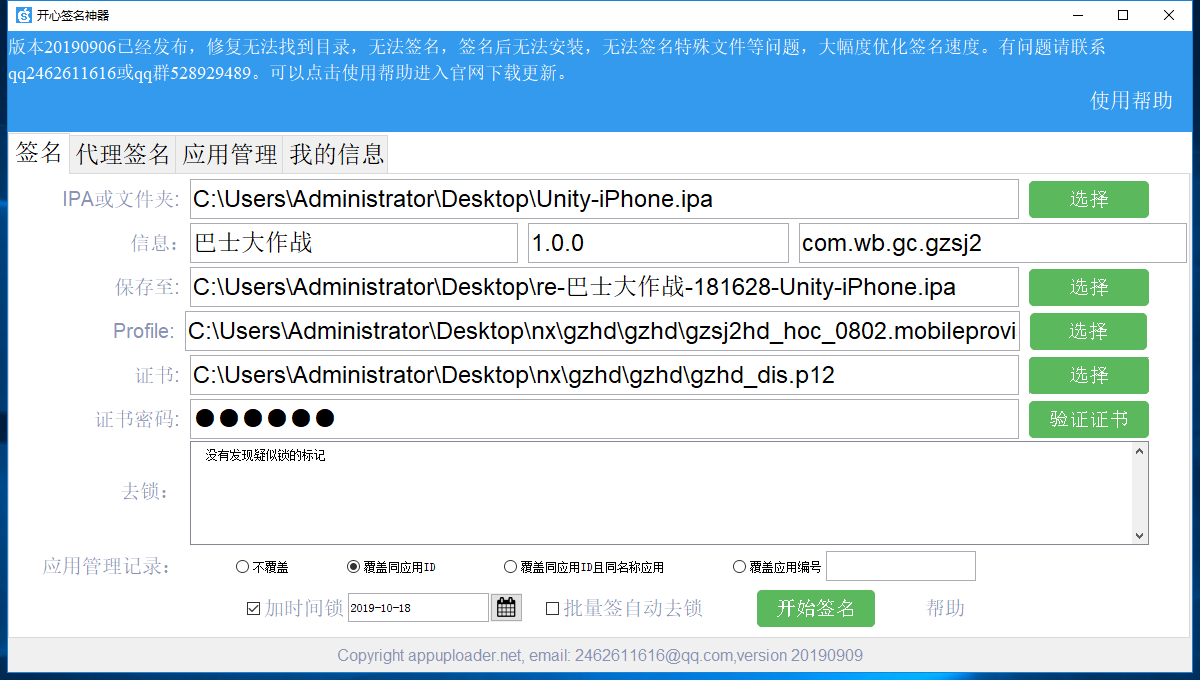 开心签名神器
版本20190906已经发布，修复无法找到目录，无法签名，签名后无法安装，无法签名特殊文件等问题，大幅度优化签名速度。有问题请联系
qq2462611616或qq群528929489。可以点击使用帮助进入官网下载更新。
使用帮助
签名 代理签名 应用管理 我的信息
IPA或文件夹: C:\Users\Administrator\Desktop\Unity-iPhone.ipa 选择
信息: 巴士大作战 1.0.0 com.wb.gc.gzsj2
保存至: C:\Users\Administrator\Desktop\re-巴士大作战-181628-Unity-iPhone.ipa 选择
Profile: C:\Users\Administrator\Desktop\nx\gzhd\gzhd\gzsj2hd_hoc_0802.mobileprovi 选择
证书: C:\Users\Administrator\Desktop\nx\gzhd\gzhd\gzhd_dis.p12 选择
证书密码: ●●●●●● 验证证书
去锁: 没有发现疑似锁的标记
应用管理记录: 不覆盖 覆盖同应用ID 覆盖同应用ID且同名称应用 覆盖应用编号
加时间锁 2019-10-18 批量签自动去锁 开始签名 帮助
Copyright appuploader.net, email: 2462611616@qq.com,version 20190909